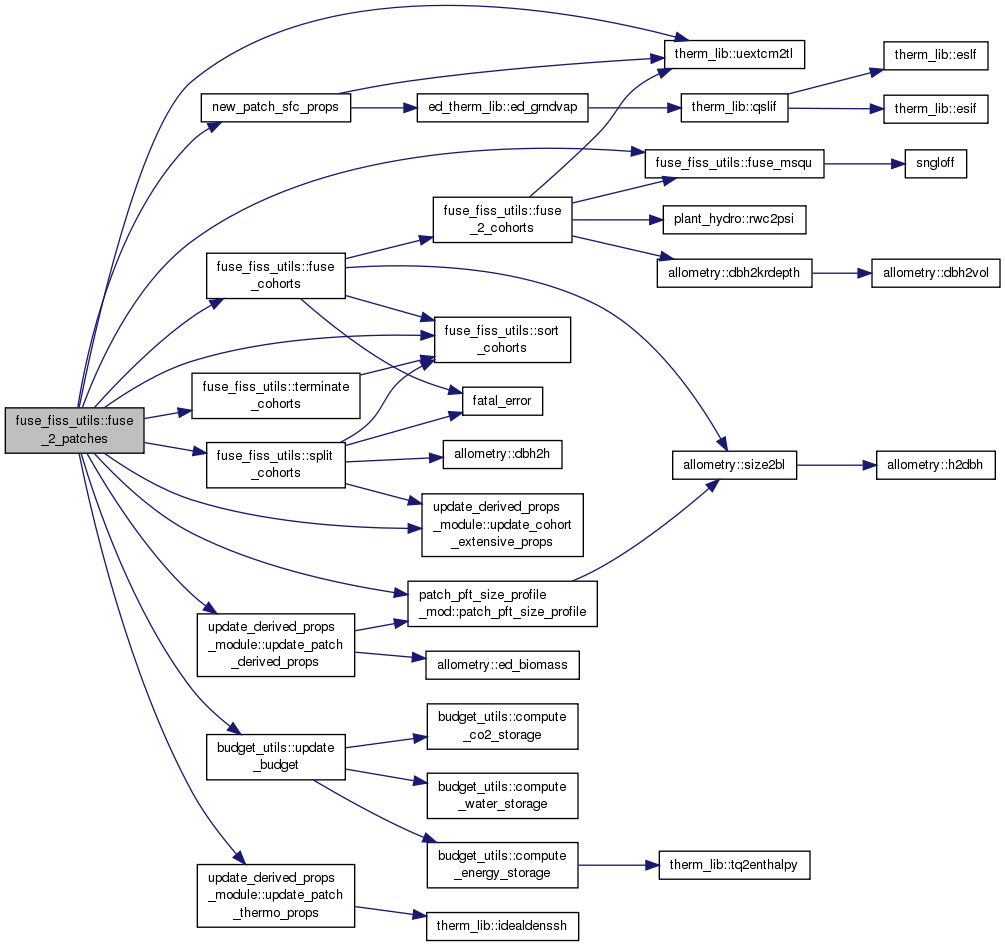 fuse_fiss_utils::fuse
_2_patches
new_patch_sfc_props
fuse_fiss_utils::fuse
_cohorts
fuse_fiss_utils::terminate
_cohorts
fuse_fiss_utils::split
_cohorts
update_derived_props
_module::update_patch
_derived_props
budget_utils::update
_budget
update_derived_props
_module::update_patch
_thermo_props
ed_therm_lib::ed_grndvap
fuse_fiss_utils::fuse
_2_cohorts
fuse_fiss_utils::sort
_cohorts
fatal_error
allometry::dbh2h
update_derived_props
_module::update_cohort
_extensive_props
patch_pft_size_profile
_mod::patch_pft_size_profile
allometry::ed_biomass
budget_utils::compute
_co2_storage
budget_utils::compute
_water_storage
budget_utils::compute
_energy_storage
therm_lib::idealdenssh
therm_lib::uextcm2tl
therm_lib::qslif
fuse_fiss_utils::fuse_msqu
plant_hydro::rwc2psi
allometry::dbh2krdepth
allometry::size2bl
therm_lib::tq2enthalpy
therm_lib::eslf
therm_lib::esif
sngloff
allometry::dbh2vol
allometry::h2dbh